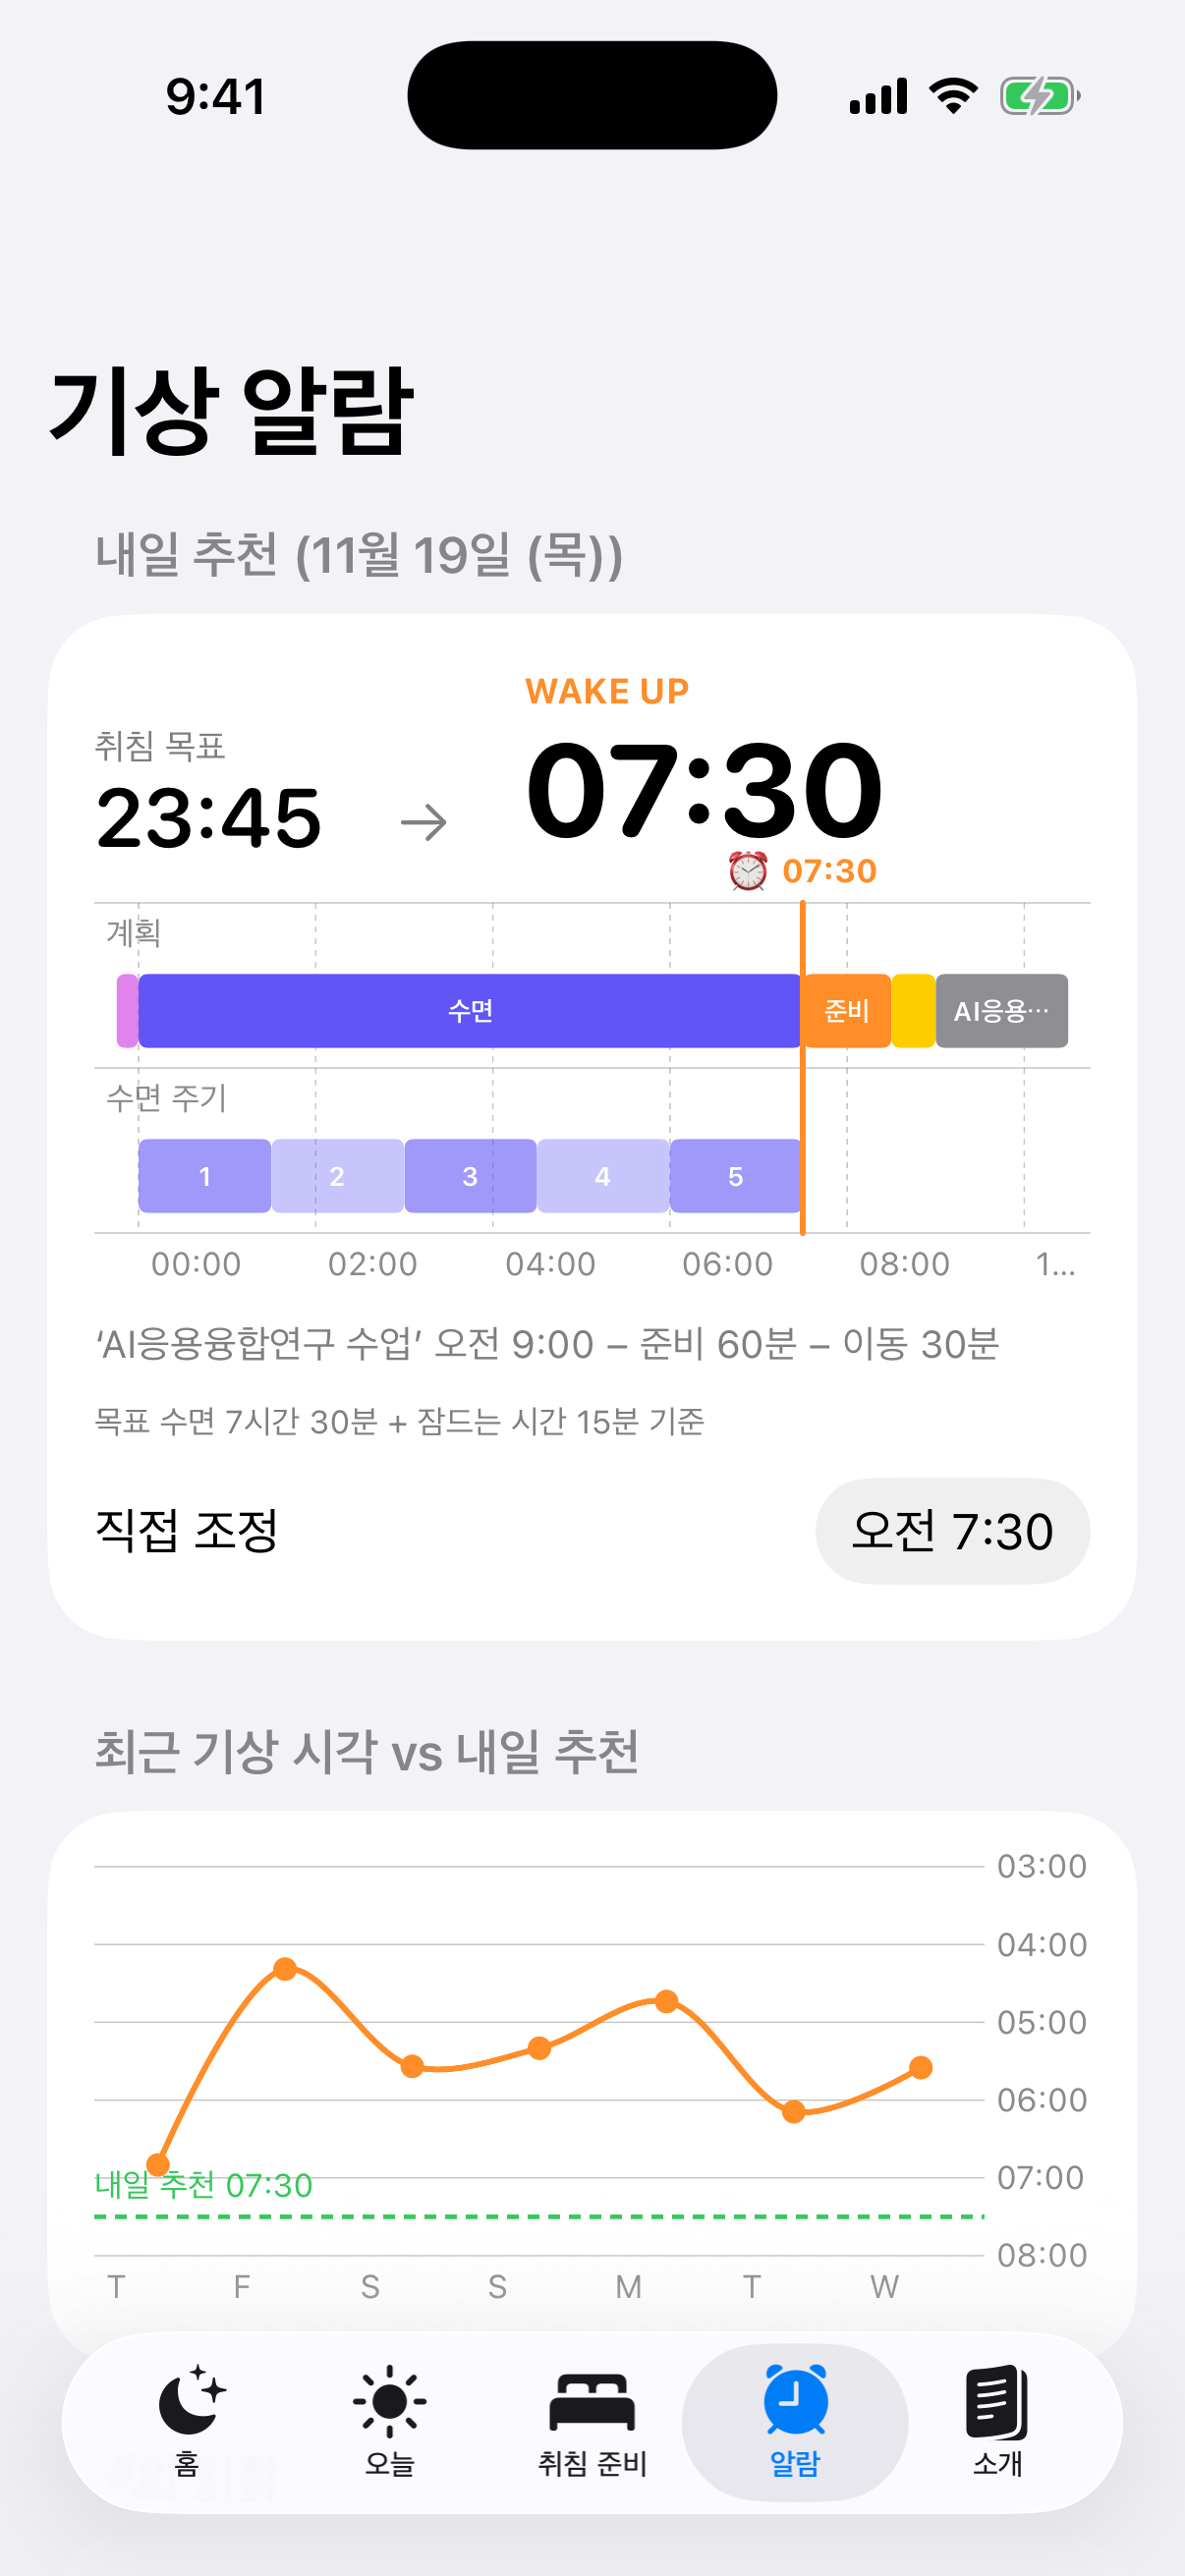 9:41
기상 알람
내일 추천 (11월 19일 (목))
WAKE UP
취침 목표
23:45 → 07:30
⏰ 07:30
계획
수면 준비 AI응용…
수면 주기
1 2 3 4 5
00:00 02:00 04:00 06:00 08:00 1...
‘AI응용융합연구 수업’ 오전 9:00 – 준비 60분 – 이동 30분
목표 수면 7시간 30분 + 잠드는 시간 15분 기준
직접 조정 오전 7:30
최근 기상 시각 vs 내일 추천
03:00
04:00
05:00
06:00
07:00
내일 추천 07:30
08:00
T F S S M T W
홈 오늘 취침 준비 알람 소개